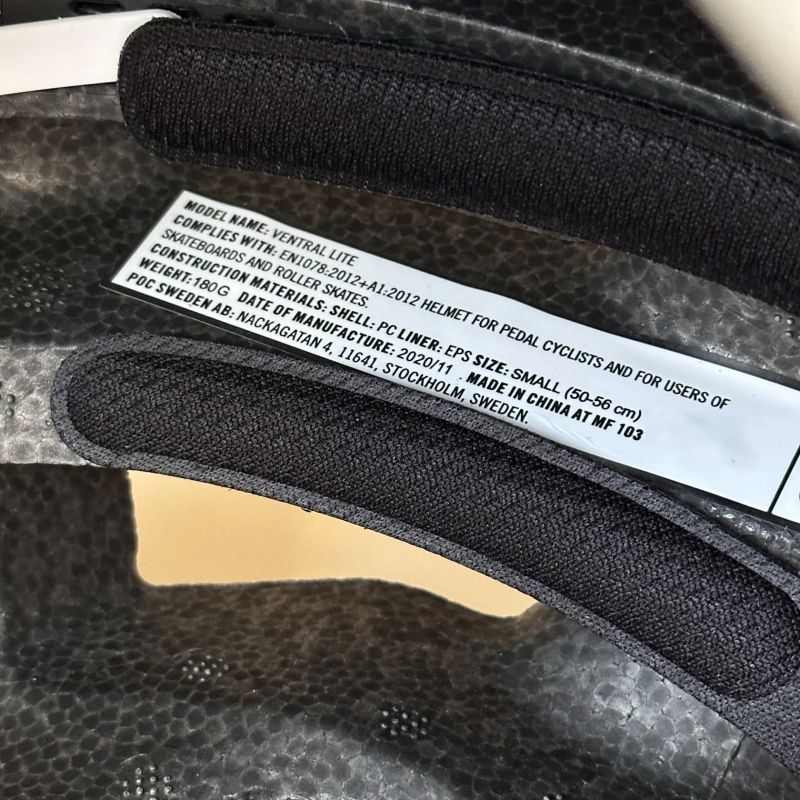 MODEL NAME: VENTRAL LITE
COMPLIES WITH: EN1078:2012+A1:2012 HELMET FOR PEDAL CYCLISTS AND FOR USERS OF
SKATEBOARDS AND ROLLER SKATES.
CONSTRUCTION MATERIALS: SHELL: PC LINER: EPS SIZE: SMALL (50-56 cm)
WEIGHT:180G DATE OF MANUFACTURE: 2020/11 . MADE IN CHINA AT MF 103
POC SWEDEN AB: NACKAGATAN 4, 11641, STOCKHOLM, SWEDEN.